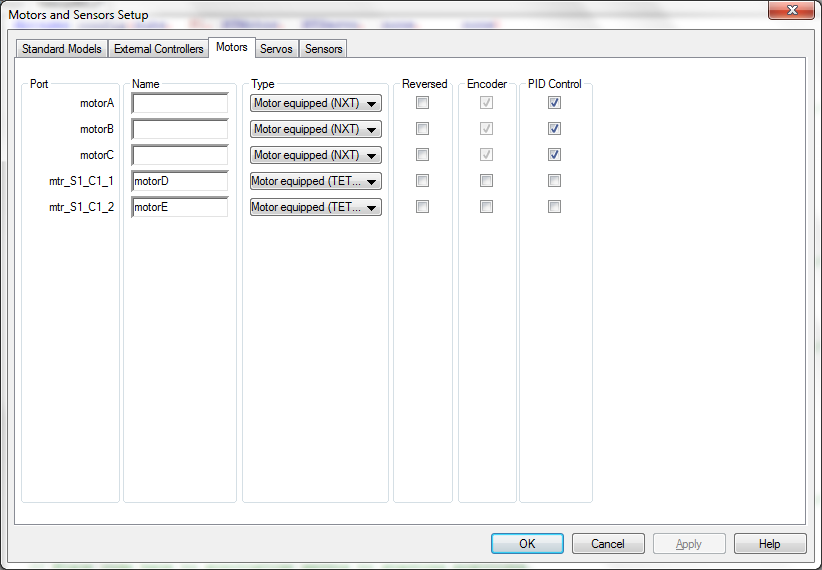 Motors and Sensors Setup
Standard Models External Controllers Motors Servos Sensors
Port Name Type Reversed Encoder PID Control
motorA Motor equipped (NXT)
motorB Motor equipped (NXT)
motorC Motor equipped (NXT)
mtr_S1_C1_1 motorD Motor equipped (TET...
mtr_S1_C1_2 motorE Motor equipped (TET...
OK Cancel Apply Help